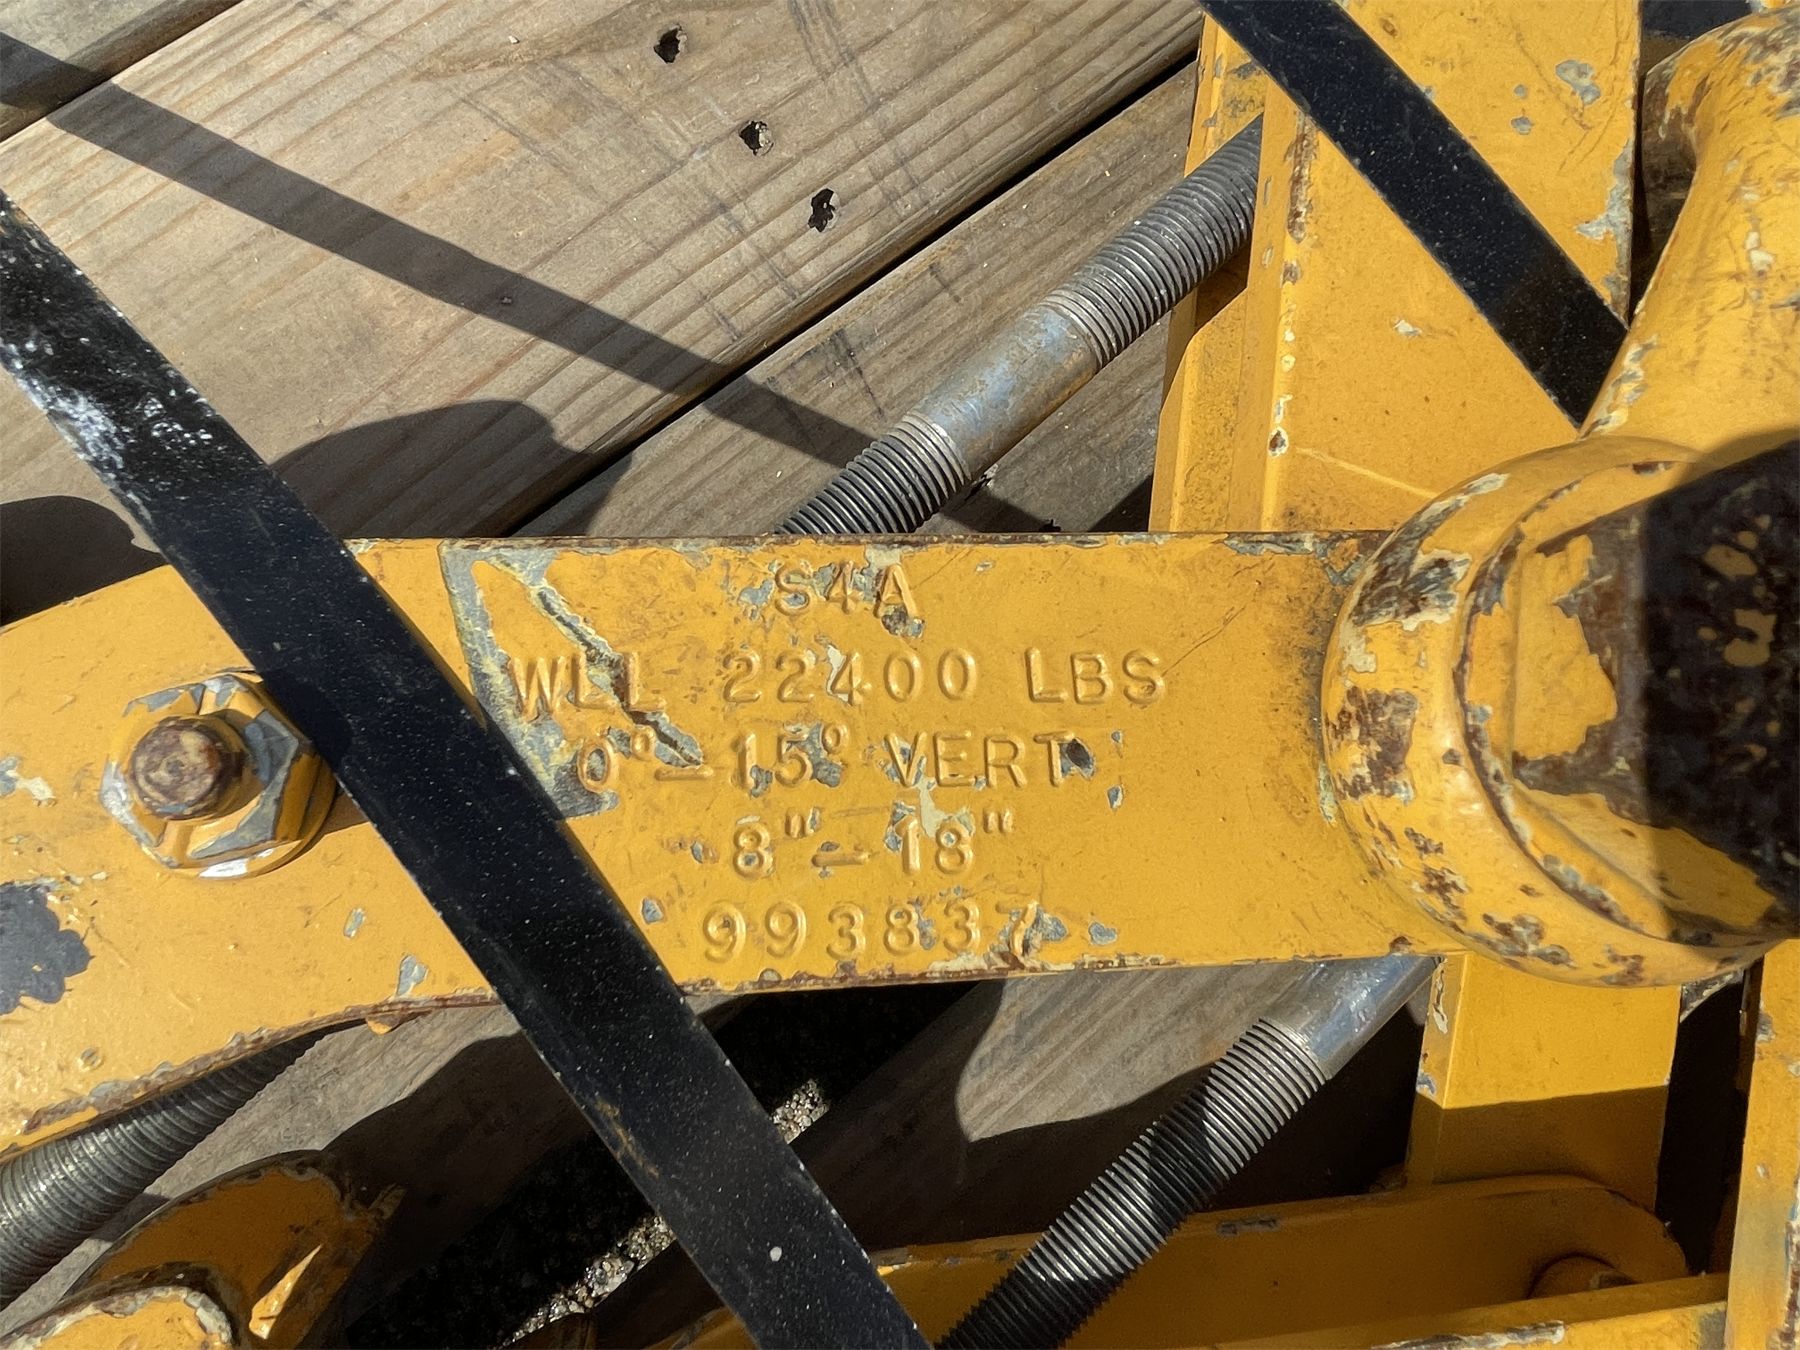 S4A
WLL 22400 LBS
0°-15° VERT
8"-18"
993837